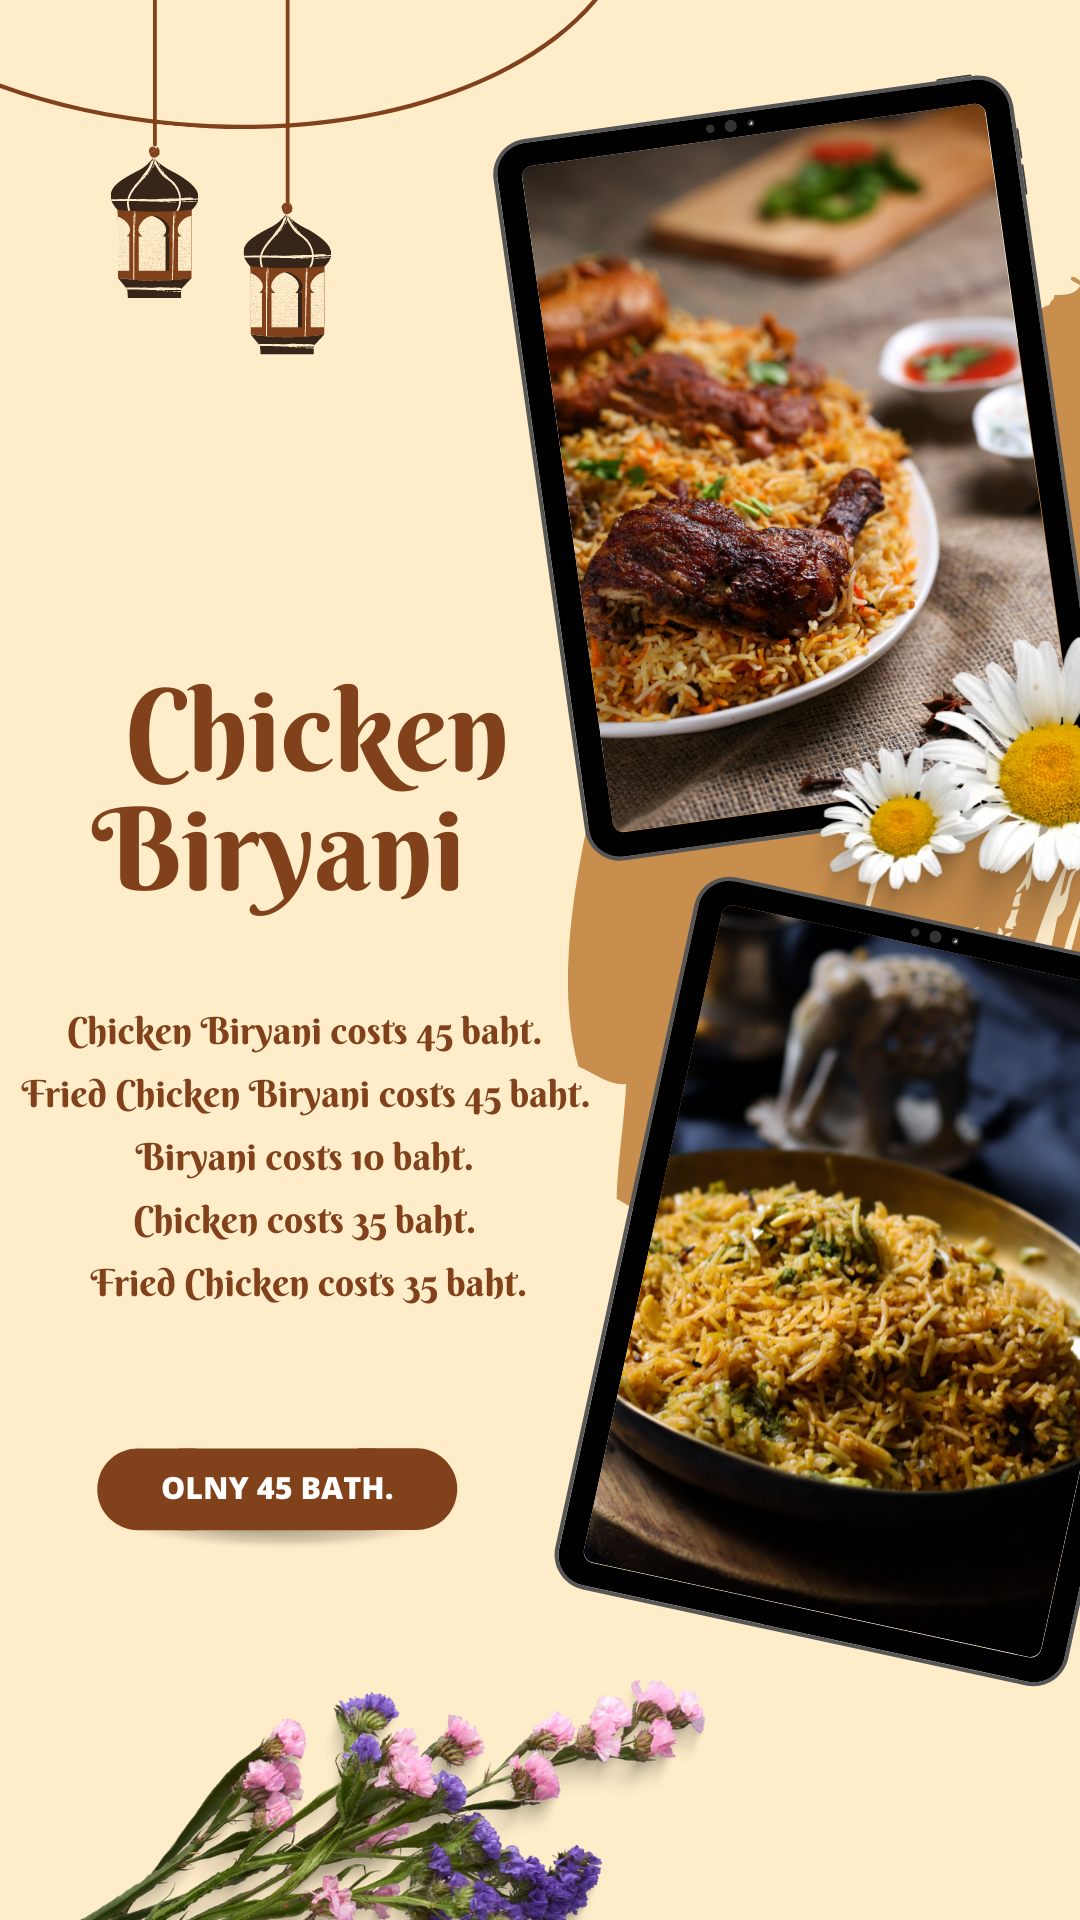 Chicken
Biryani
Chicken Biryani costs 45 baht.
Fried Chicken Biryani costs 45 baht.
Biryani costs 10 baht.
Chicken costs 35 baht.
Fried Chicken costs 35 baht.
OLNY 45 BATH.